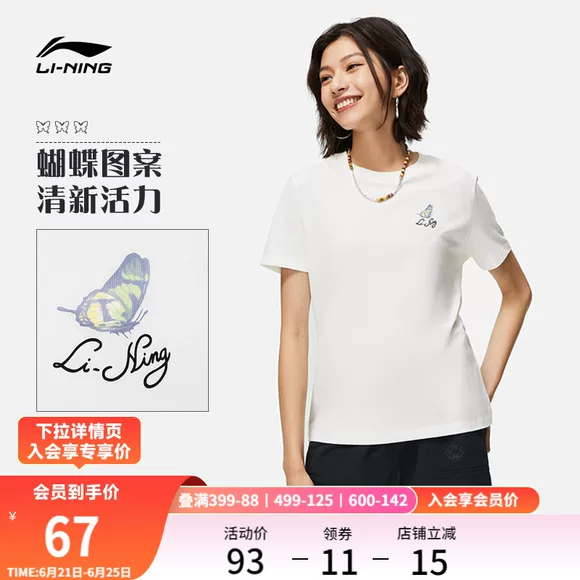 LI-NING
蝴蝶图案
清新活力
Li-Ning
Li-Ning
下拉详情页
入会享专享价
会员到手价
¥
67
TIME:6月21日-6月25日
叠满399-88 | 499-125 | 600-142
入会享会员价
活动价 领券 店铺立减
93 — 11 — 15